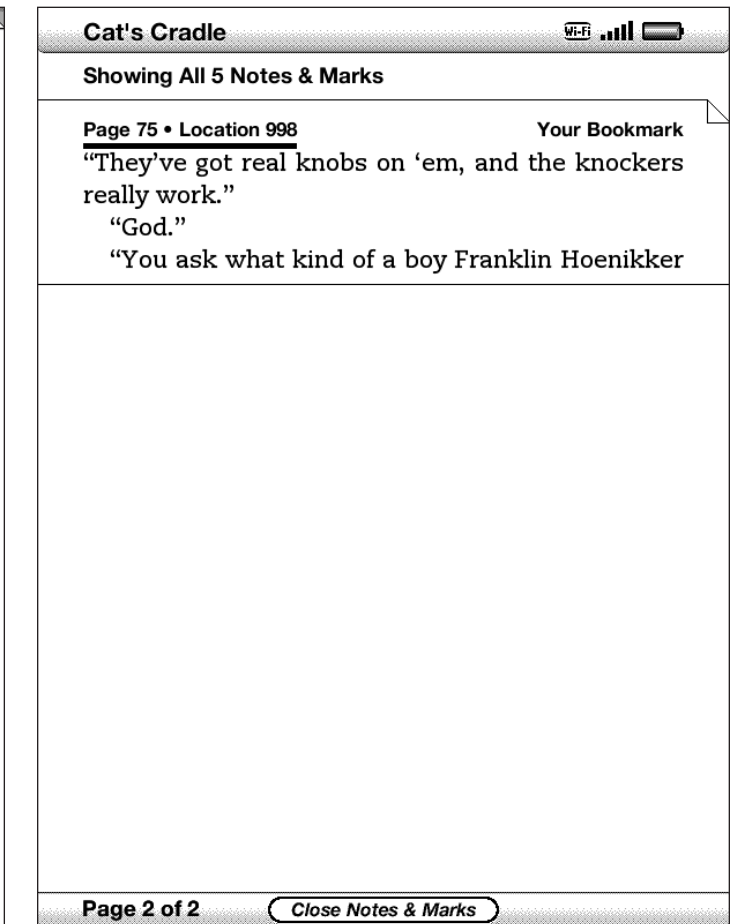 Cat's Cradle
Wi-Fi
Showing All 5 Notes & Marks
Page 75 • Location 998
Your Bookmark
“They’ve got real knobs on ‘em, and the knockers
really work.”
“God.”
“You ask what kind of a boy Franklin Hoenikker
Page 2 of 2
Close Notes & Marks